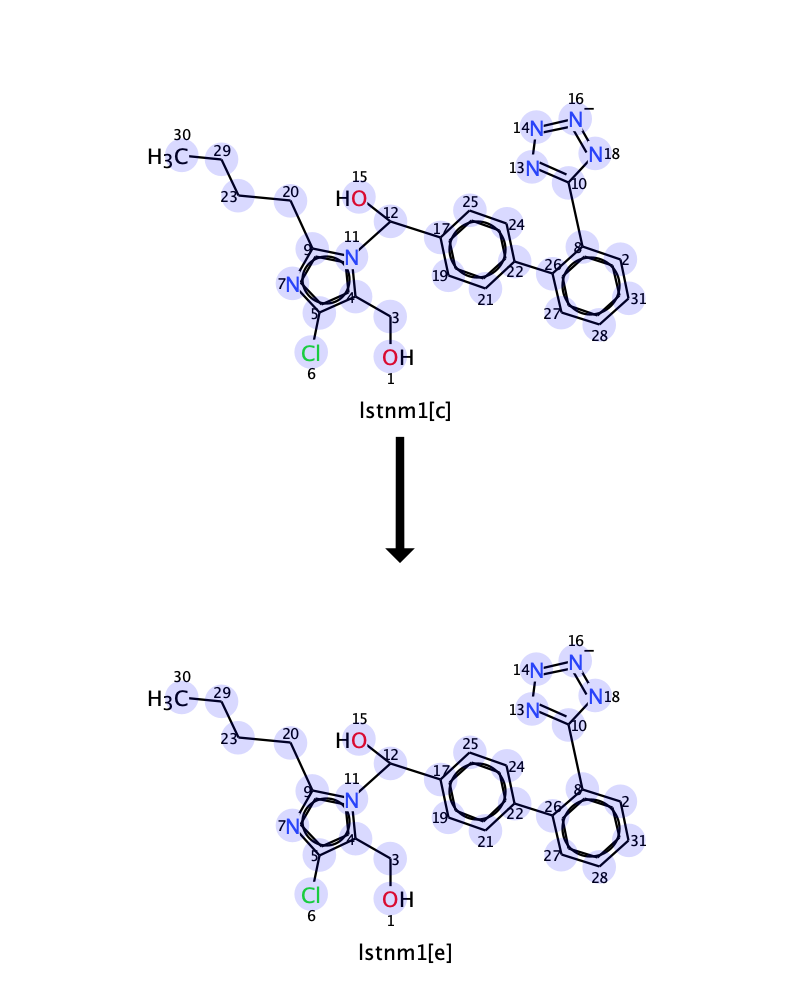 16
14 N N –
30
H₃C 29 13 N N 18
15 10
23 20 HO 12 25
11 17 24
9 N 8 2
7 N 19 22 26
4 21 31
5 3 27
Cl 28
6 OH
1
lstnm1[c]
16
14 N N –
30
H₃C 29 13 N N 18
15 10
23 20 HO 12 25
11 17 24
9 N 8 2
7 N 19 22 26
4 21 31
5 3 27
Cl 28
6 OH
1
lstnm1[e]